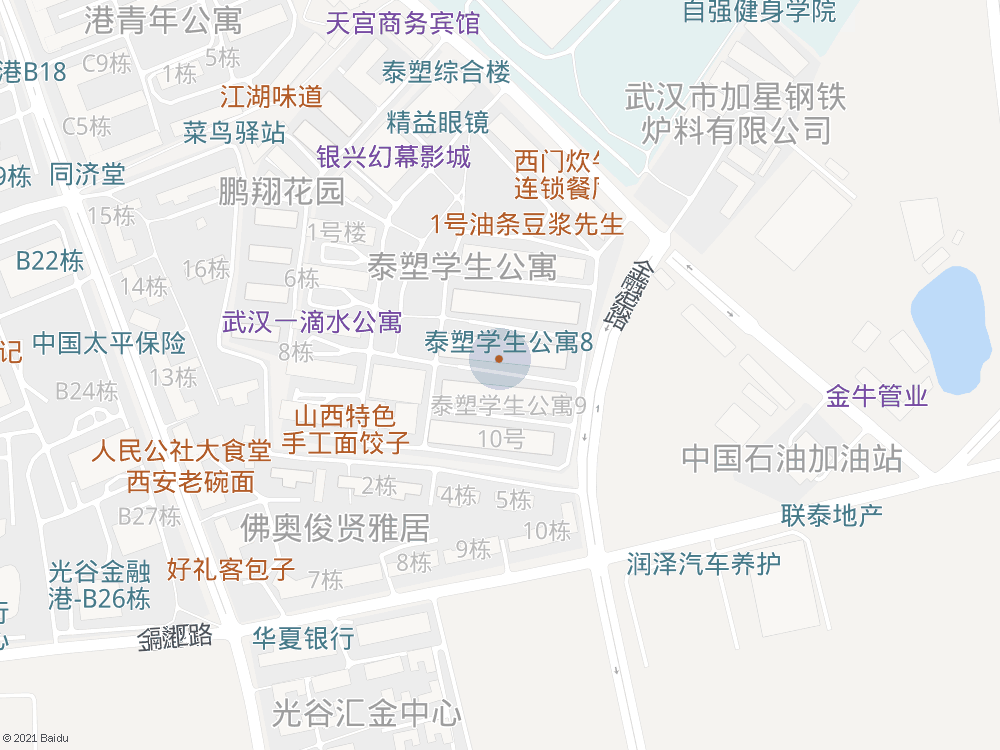 港青年公寓
天宫商务宾馆
自强健身学院
5栋
C9栋
1栋
港B18
泰塑综合楼
江湖味道
武汉市加星钢铁
炉料有限公司
C5栋
菜鸟驿站
精益眼镜
银兴幻幕影城
西门炊
连锁餐
9栋
同济堂
鹏翔花园
15栋
1号楼
1号油条豆浆先生
B22栋
16栋
6栋
泰塑学生公寓
14栋
武汉一滴水公寓
中国太平保险
8栋
泰塑学生公寓8
记
13栋
B24栋
金牛管业
泰塑学生公寓9
山西特色
手工面饺子
10号
人民公社大食堂
中国石油加油站
西安老碗面
2栋
4栋
5栋
B27栋
佛奥俊贤雅居
联泰地产
10栋
9栋
8栋
润泽汽车养护
好礼客包子
光谷金融
港-B26栋
7栋
华夏银行
光谷汇金中心
© 2021 Baidu